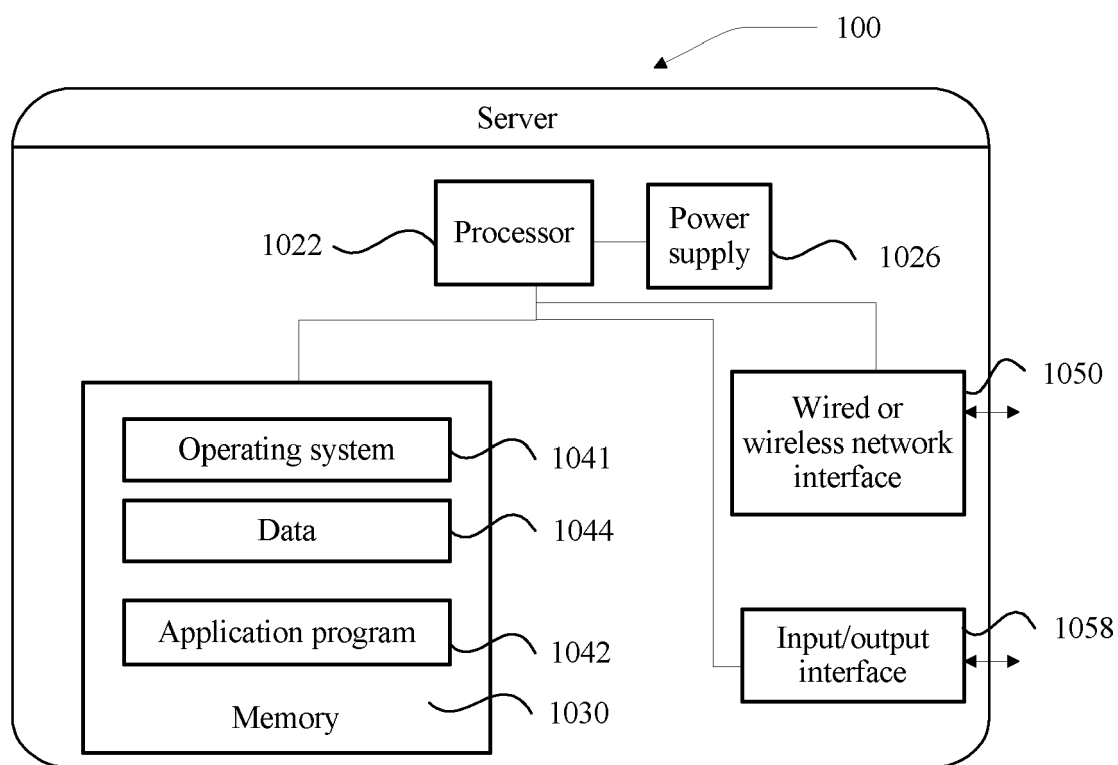 100
Server
Processor
Power
supply
1022
1026
Wired or
wireless network
interface
1050
Operating system
1041
Data
1044
Application program
1042
Memory
1030
Input/output
interface
1058